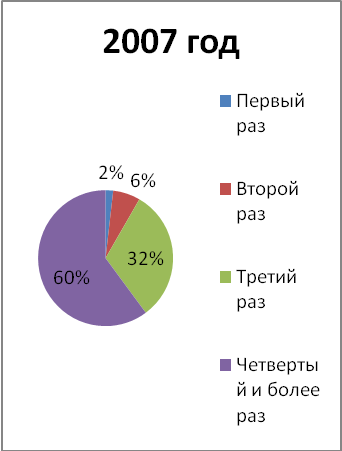 2007 год
Первый
раз
2%
6%
Второй
раз
32%
60%
Третий
раз
Четверты
й и более
раз